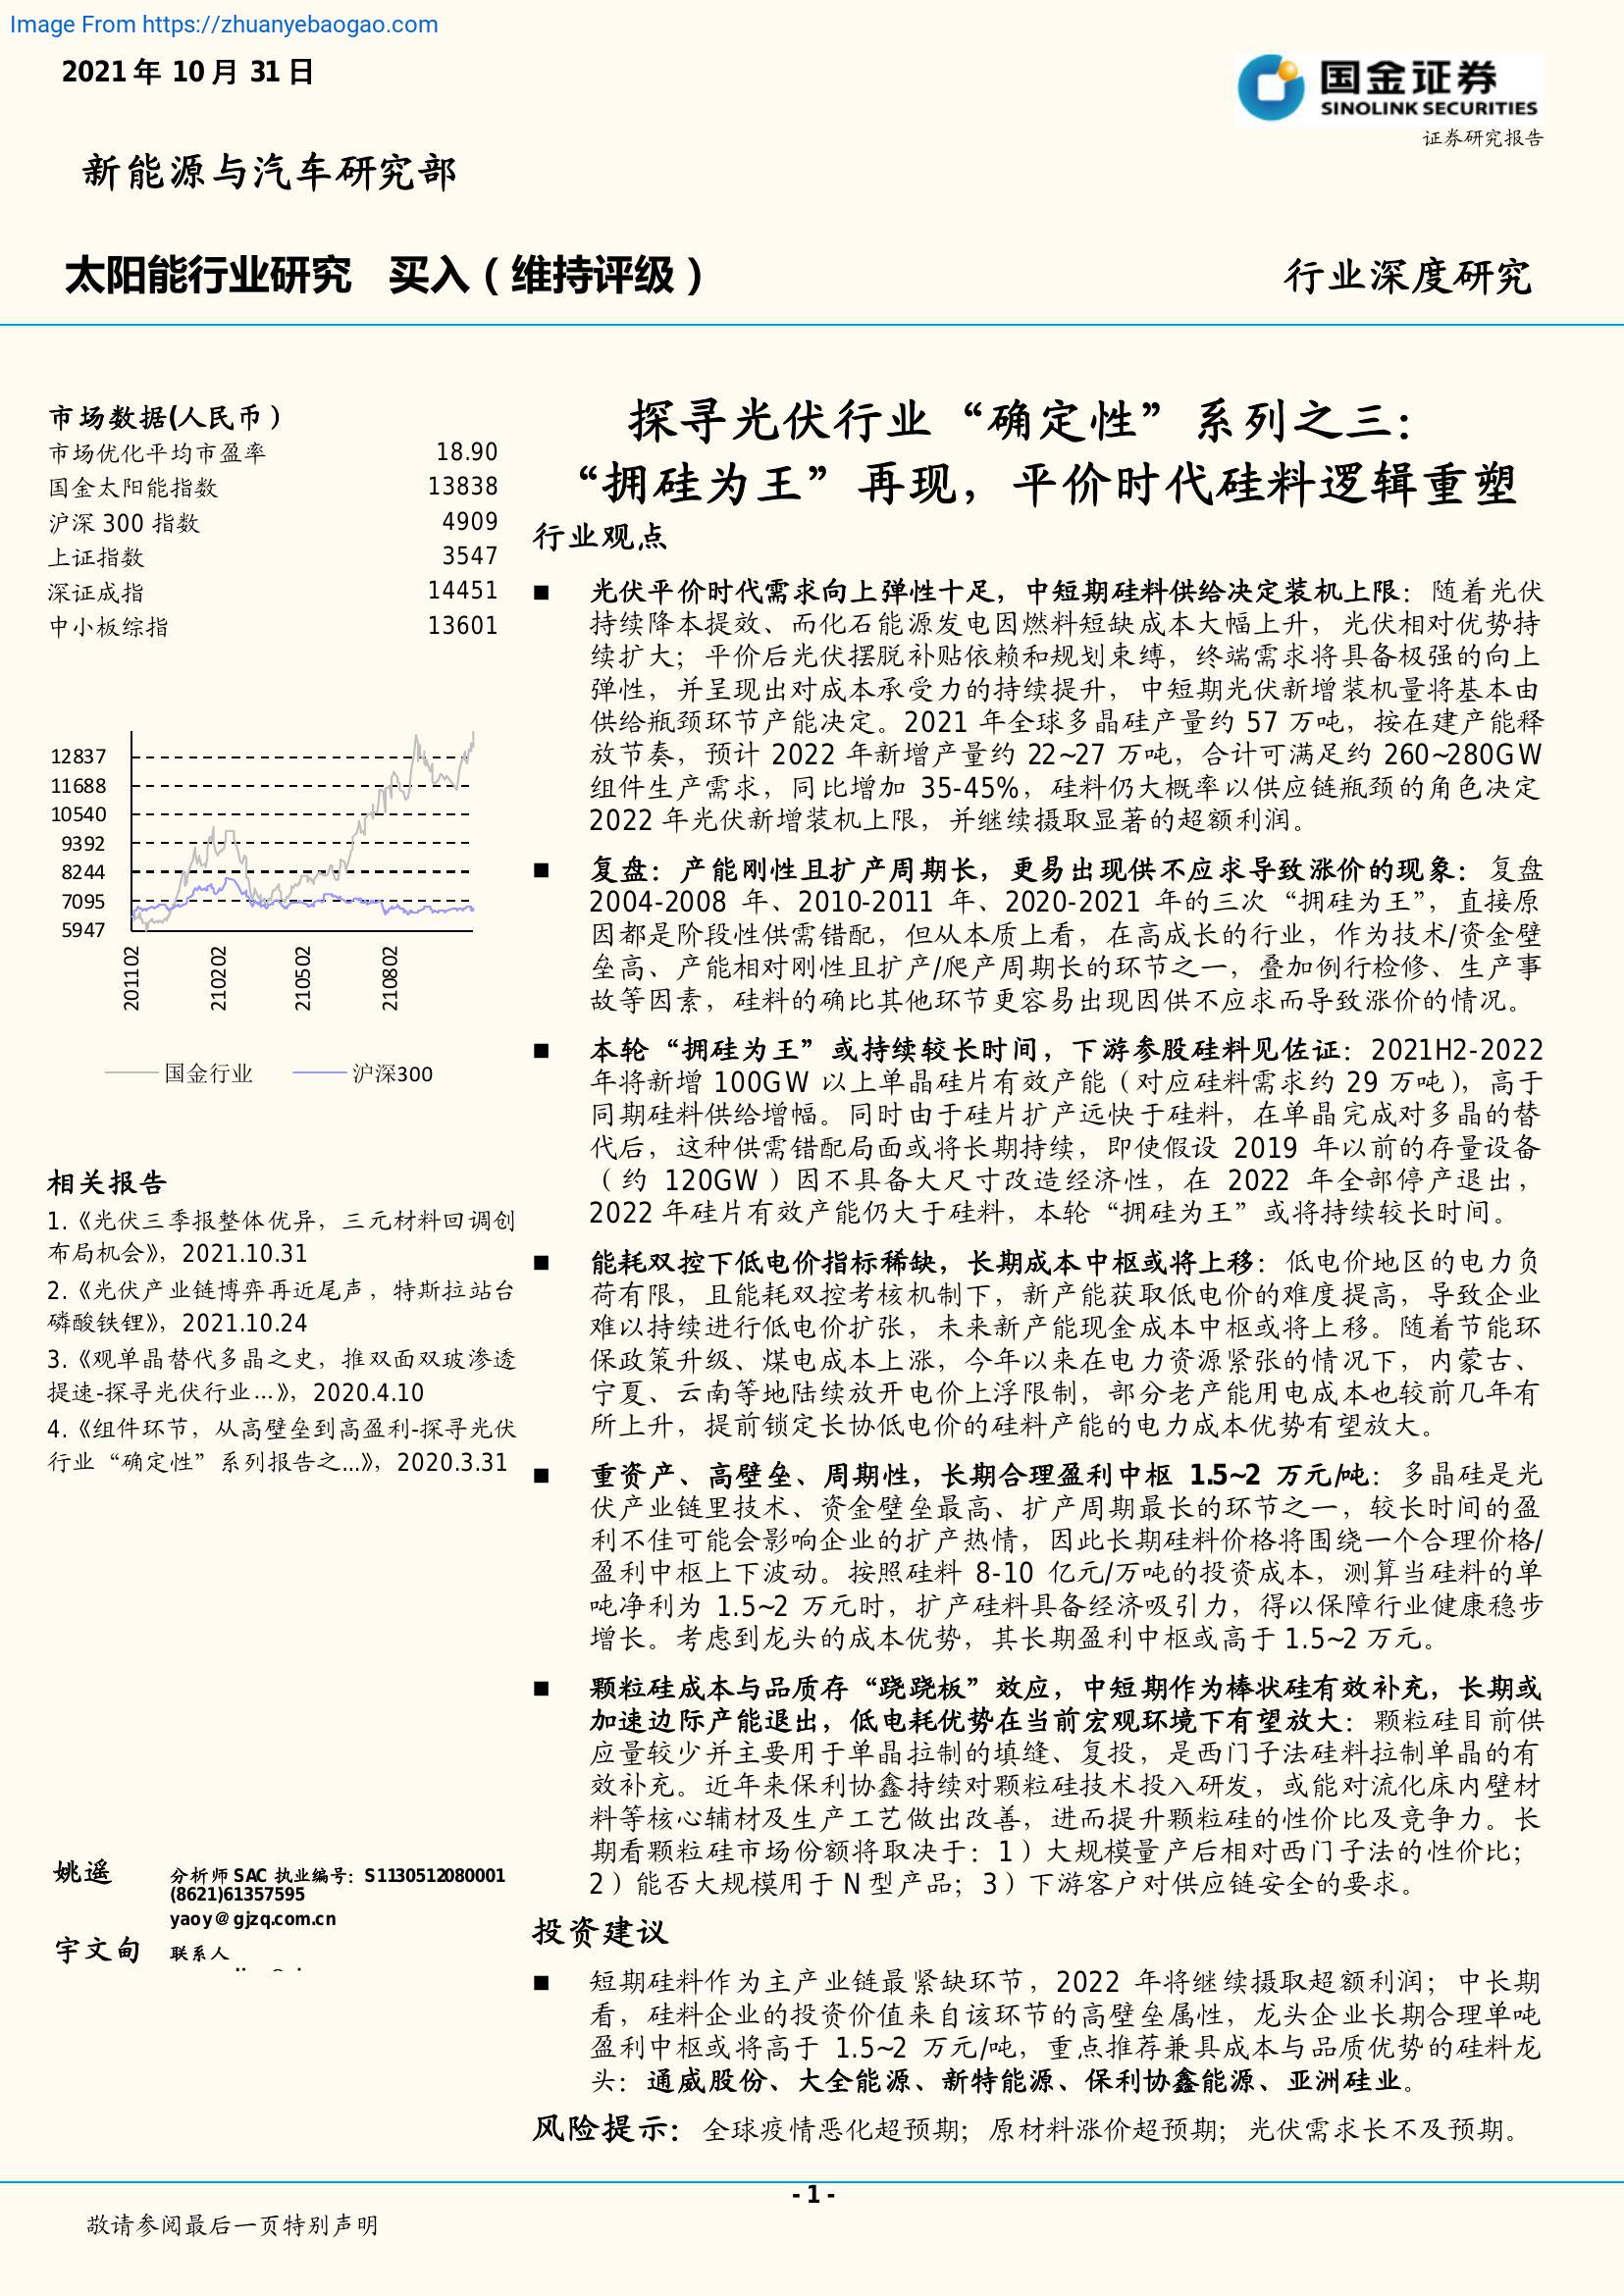 Image From https://zhuanyebaogao.com
2021 年 10 月 31 日
国金证券
SINOLINK SECURITIES
证券研究报告
新能源与汽车研究部
太阳能行业研究 买入（维持评级）
行业深度研究
市场数据(人民币）
市场优化平均市盈率 18.90
国金太阳能指数 13838
沪深 300 指数 4909
上证指数 3547
深证成指 14451
中小板综指 13601
12837
11688
10540
9392
8244
7095
5947
201102
210202
210502
210802
国金行业 沪深300
相关报告
1.《光伏三季报整体优异，三元材料回调创
布局机会》，2021.10.31
2.《光伏产业链博弈再近尾声，特斯拉站台
磷酸铁锂》，2021.10.24
3.《观单晶替代多晶之史，推双面双玻渗透
提速-探寻光伏行业...》，2020.4.10
4.《组件环节，从高壁垒到高盈利-探寻光伏
行业“确定性”系列报告之...》，2020.3.31
姚遥 分析师 SAC 执业编号：S1130512080001
(8621)61357595
yaoy@gjzq.com.cn
宇文甸 联系人
探寻光伏行业“确定性”系列之三：
“拥硅为王”再现，平价时代硅料逻辑重塑
行业观点
■ 光伏平价时代需求向上弹性十足，中短期硅料供给决定装机上限：随着光伏
持续降本提效、而化石能源发电因燃料短缺成本大幅上升，光伏相对优势持
续扩大；平价后光伏摆脱补贴依赖和规划束缚，终端需求将具备极强的向上
弹性，并呈现出对成本承受力的持续提升，中短期光伏新增装机量将基本由
供给瓶颈环节产能决定。2021 年全球多晶硅产量约 57 万吨，按在建产能释
放节奏，预计 2022 年新增产量约 22~27 万吨，合计可满足约 260~280GW
组件生产需求，同比增加 35-45%，硅料仍大概率以供应链瓶颈的角色决定
2022 年光伏新增装机上限，并继续摄取显著的超额利润。
■ 复盘：产能刚性且扩产周期长，更易出现供不应求导致涨价的现象：复盘
2004-2008 年、2010-2011 年、2020-2021 年的三次“拥硅为王”，直接原
因都是阶段性供需错配，但从本质上看，在高成长的行业，作为技术/资金壁
垒高、产能相对刚性且扩产/爬产周期长的环节之一，叠加例行检修、生产事
故等因素，硅料的确比其他环节更容易出现因供不应求而导致涨价的情况。
■ 本轮“拥硅为王”或持续较长时间，下游参股硅料见佐证：2021H2-2022
年将新增 100GW 以上单晶硅片有效产能（对应硅料需求约 29 万吨），高于
同期硅料供给增幅。同时由于硅片扩产远快于硅料，在单晶完成对多晶的替
代后，这种供需错配局面或将长期持续，即使假设 2019 年以前的存量设备
（约 120GW）因不具备大尺寸改造经济性，在 2022 年全部停产退出，
2022 年硅片有效产能仍大于硅料，本轮“拥硅为王”或将持续较长时间。
■ 能耗双控下低电价指标稀缺，长期成本中枢或将上移：低电价地区的电力负
荷有限，且能耗双控考核机制下，新产能获取低电价的难度提高，导致企业
难以持续进行低电价扩张，未来新产能现金成本中枢或将上移。随着节能环
保政策升级、煤电成本上涨，今年以来在电力资源紧张的情况下，内蒙古、
宁夏、云南等地陆续放开电价上浮限制，部分老产能用电成本也较前几年有
所上升，提前锁定长协低电价的硅料产能的电力成本优势有望放大。
■ 重资产、高壁垒、周期性，长期合理盈利中枢 1.5~2 万元/吨：多晶硅是光
伏产业链里技术、资金壁垒最高、扩产周期最长的环节之一，较长时间的盈
利不佳可能会影响企业的扩产热情，因此长期硅料价格将围绕一个合理价格/
盈利中枢上下波动。按照硅料 8-10 亿元/万吨的投资成本，测算当硅料的单
吨净利为 1.5~2 万元时，扩产硅料具备经济吸引力，得以保障行业健康稳步
增长。考虑到龙头的成本优势，其长期盈利中枢或高于 1.5~2 万元。
■ 颗粒硅成本与品质存“跷跷板”效应，中短期作为棒状硅有效补充，长期或
加速边际产能退出，低电耗优势在当前宏观环境下有望放大：颗粒硅目前供
应量较少并主要用于单晶拉制的填缝、复投，是西门子法硅料拉制单晶的有
效补充。近年来保利协鑫持续对颗粒硅技术投入研发，或能对流化床内壁材
料等核心辅材及生产工艺做出改善，进而提升颗粒硅的性价比及竞争力。长
期看颗粒硅市场份额将取决于：1）大规模量产后相对西门子法的性价比；
2）能否大规模用于 N 型产品；3）下游客户对供应链安全的要求。
投资建议
■ 短期硅料作为主产业链最紧缺环节，2022 年将继续摄取超额利润；中长期
看，硅料企业的投资价值来自该环节的高壁垒属性，龙头企业长期合理单吨
盈利中枢或将高于 1.5~2 万元/吨，重点推荐兼具成本与品质优势的硅料龙
头：通威股份、大全能源、新特能源、保利协鑫能源、亚洲硅业。
风险提示：全球疫情恶化超预期；原材料涨价超预期；光伏需求长不及预期。
- 1 -
敬请参阅最后一页特别声明